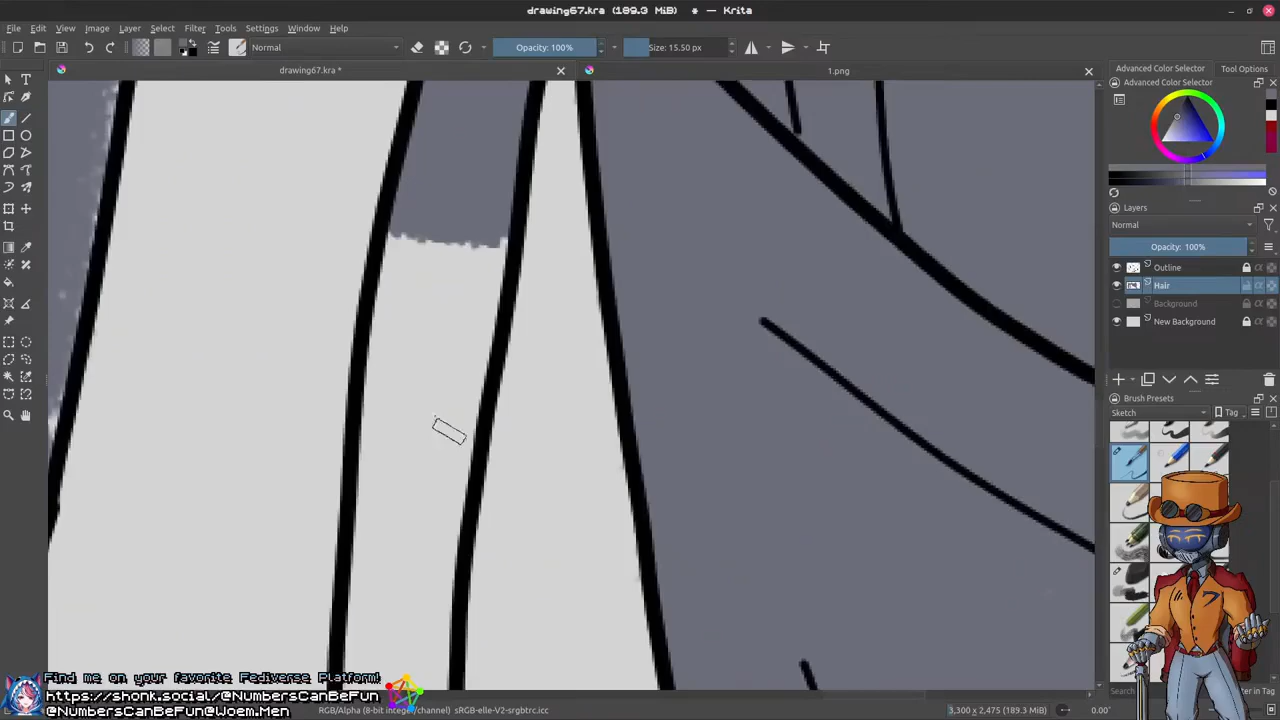 drawing67.kra (189.3 MiB) ● — Krita
File Edit View Image Layer Select Filter Tools Settings Window Help
Normal
Opacity: 100%
Size: 15.50 px
drawing67.kra *
1.png
Advanced Color Selector
Tool Options
Advanced Color Selector
Layers
Normal
Opacity: 100%
Outline
Hair
Background
New Background
Brush Presets
Sketch
Tag
Search
in Tag
Find me on your favorite Fediverse Platform!
https://shonk.social/@NumbersCanBeFun
@NumbersCanBeFun@Woem.Men
RGB/Alpha (8-bit integer/channel) sRGB-elle-V2-srgbtrc.icc
3,300 x 2,475 (189.3 MiB)
0.00°